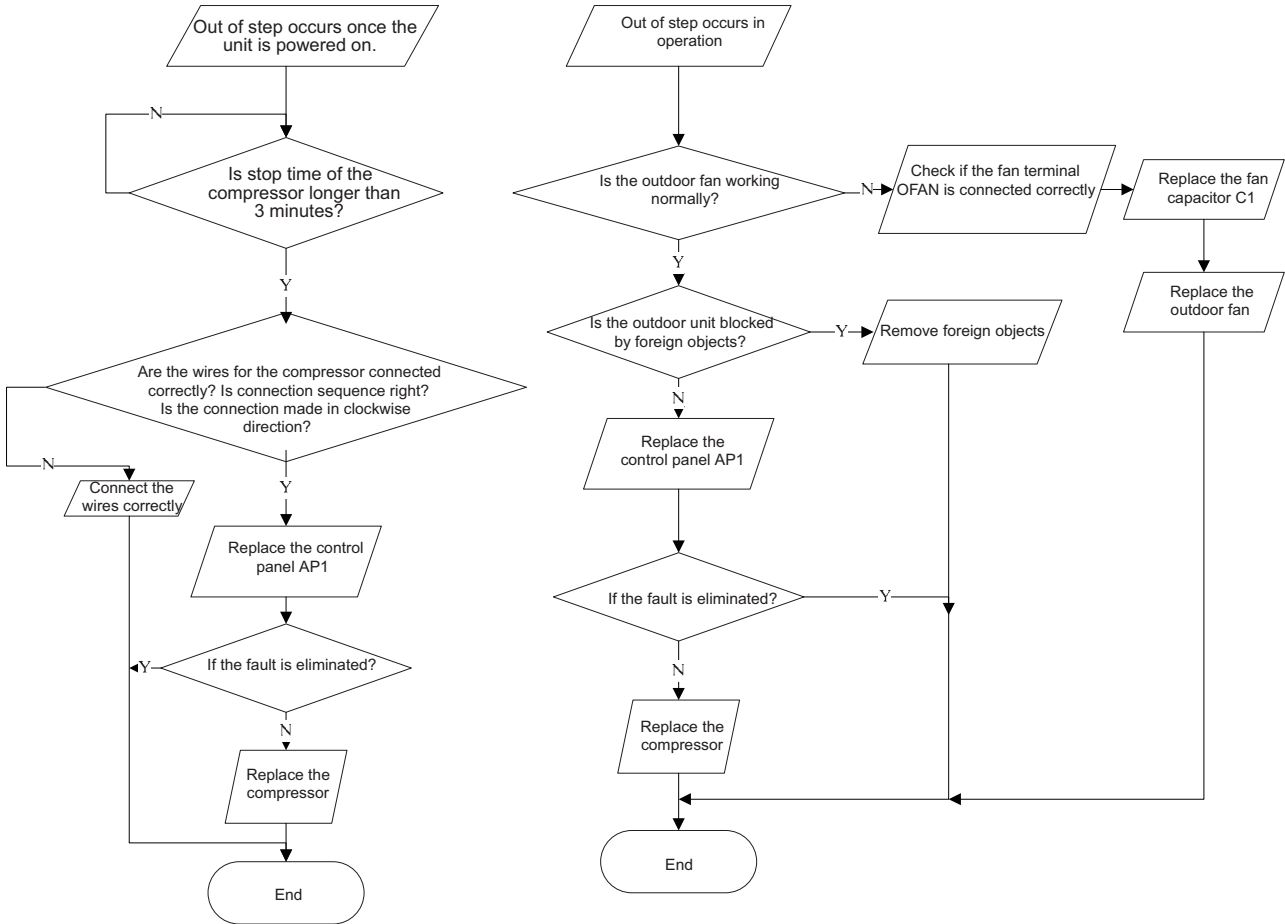 Out of step occurs once the
unit is powered on.
N
Is stop time of the
compressor longer than
3 minutes?
Y
Are the wires for the compressor connected
correctly? Is connection sequence right?
Is the connection made in clockwise
direction?
N
Connect the
wires correctly
Y
Replace the control
panel AP1
If the fault is eliminated?
Y
N
Replace the
compressor
End
Out of step occurs in
operation
Is the outdoor fan working
normally?
N
Check if the fan terminal
OFAN is connected correctly
Replace the fan
capacitor C1
Replace the
outdoor fan
Y
Is the outdoor unit blocked
by foreign objects?
Y
Remove foreign objects
N
Replace the
control panel AP1
If the fault is eliminated?
Y
N
Replace the
compressor
End